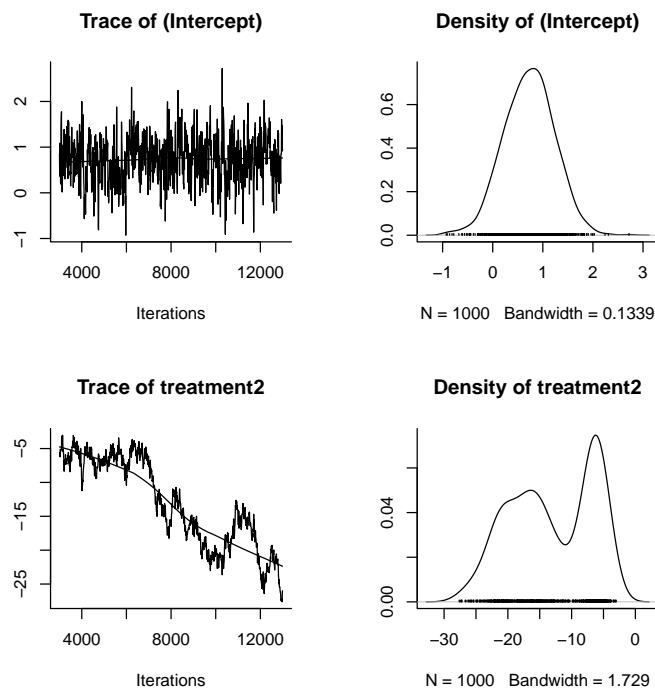 Trace of (Intercept)
2
1
0
−1
4000 8000 12000
Iterations
Density of (Intercept)
0.6
0.4
0.2
0.0
−1 0 1 2 3
N = 1000 Bandwidth = 0.1339
Trace of treatment2
−5
−15
−25
4000 8000 12000
Iterations
Density of treatment2
0.04
0.00
−30 −20 −10 0
N = 1000 Bandwidth = 1.729